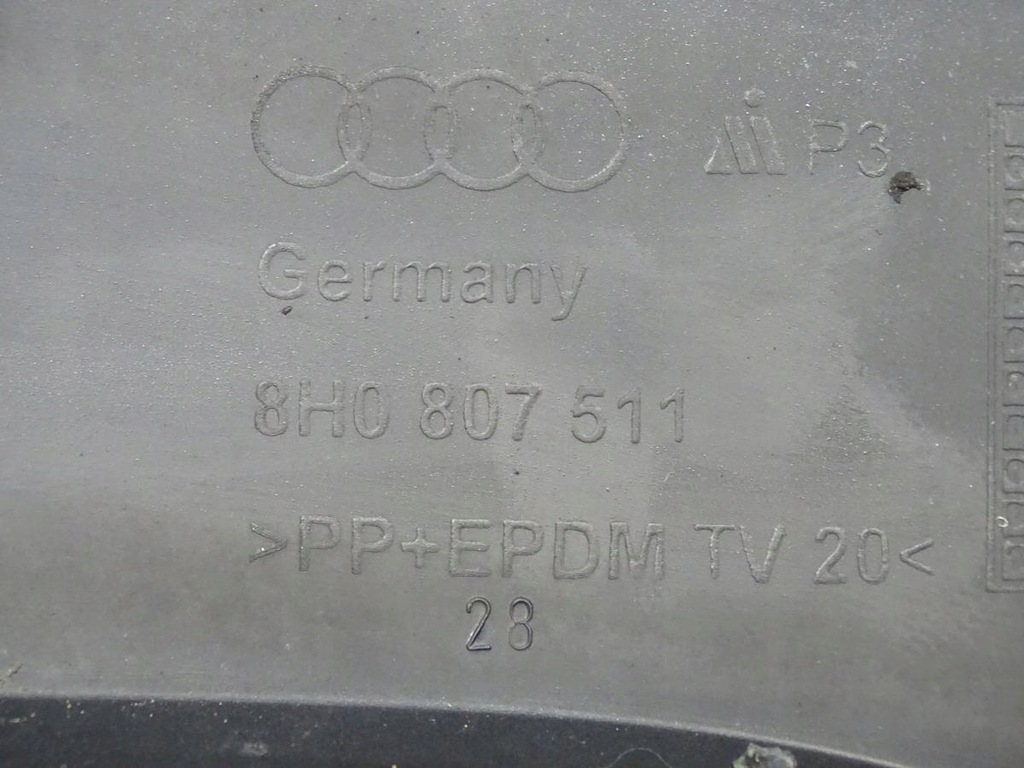 P3
Germany
8H0 807 511
>PP+EPDM TV 20<
28